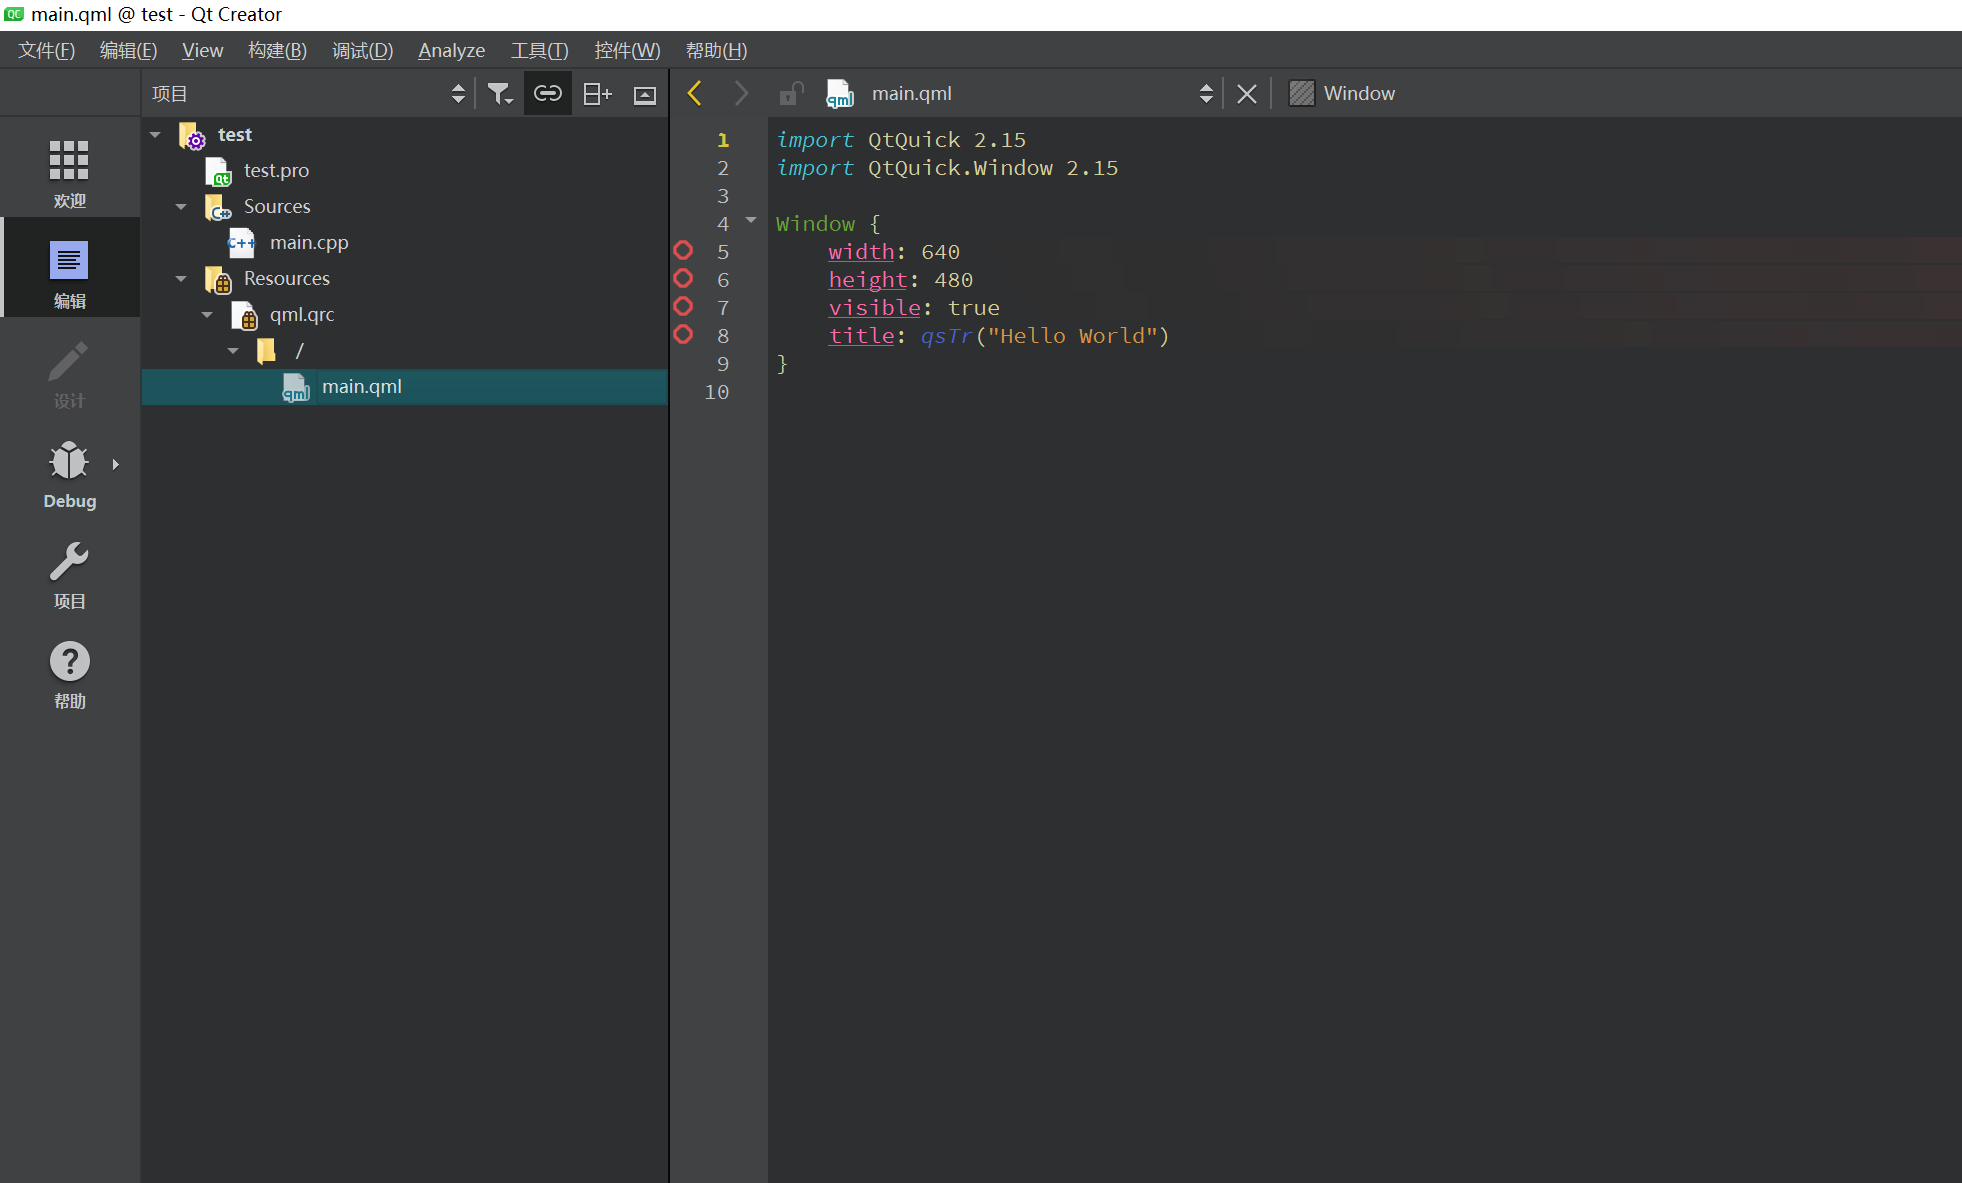 main.qml @ test - Qt Creator
文件(F) 编辑(E) View 构建(B) 调试(D) Analyze 工具(T) 控件(W) 帮助(H)
项目
main.qml
Window
欢迎
编辑
设计
Debug
项目
帮助
test
test.pro
Sources
main.cpp
Resources
qml.qrc
/
main.qml
1 import QtQuick 2.15
2 import QtQuick.Window 2.15
3
4 Window {
5 width: 640
6 height: 480
7 visible: true
8 title: qsTr("Hello World")
9 }
10